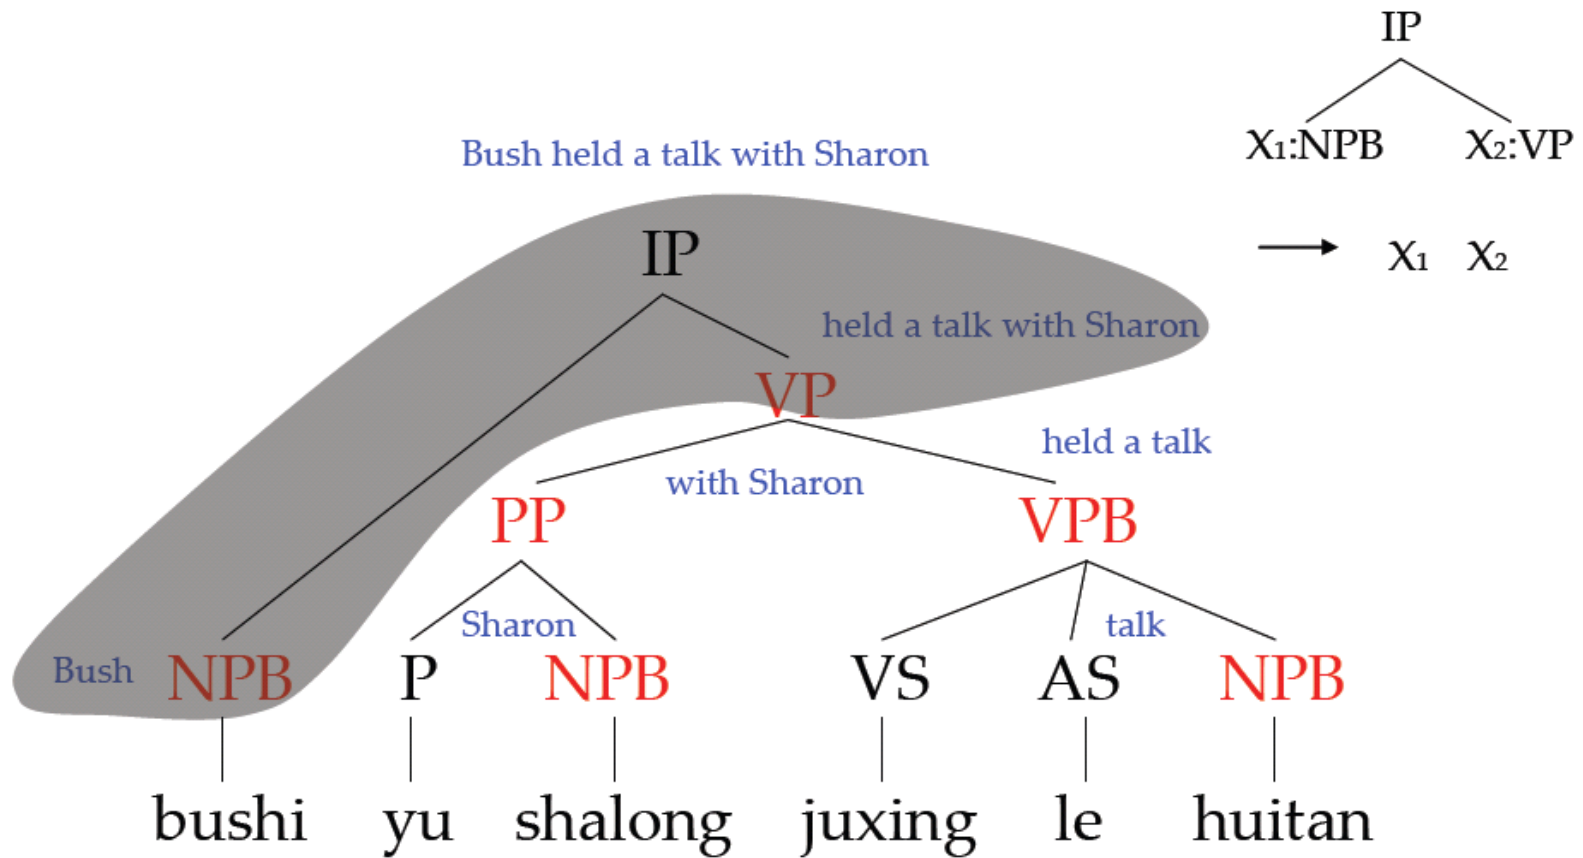 IP
X₁:NPB X₂:VP
→ X₁ X₂
Bush held a talk with Sharon
IP
held a talk with Sharon
VP
held a talk
with Sharon
PP VPB
Sharon talk
Bush NPB P NPB VS AS NPB
bushi yu shalong juxing le huitan